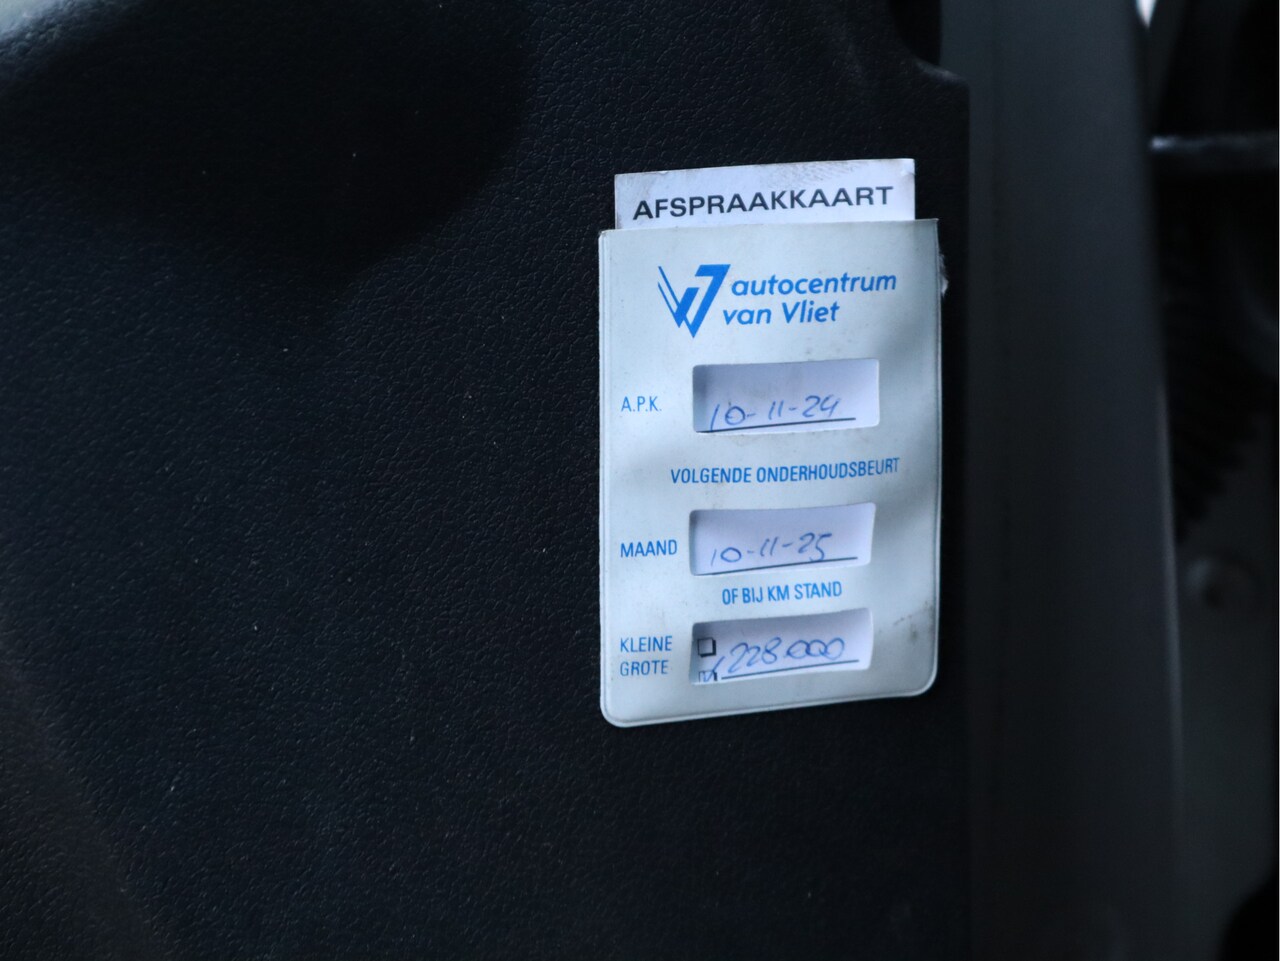 AFSPRAAKKAART
autocentrum
van Vliet
A.P.K. 10-11-24
VOLGENDE ONDERHOUDSBEURT
MAAND 10-11-25
OF BIJ KM STAND
KLEINE
GROTE 228.000